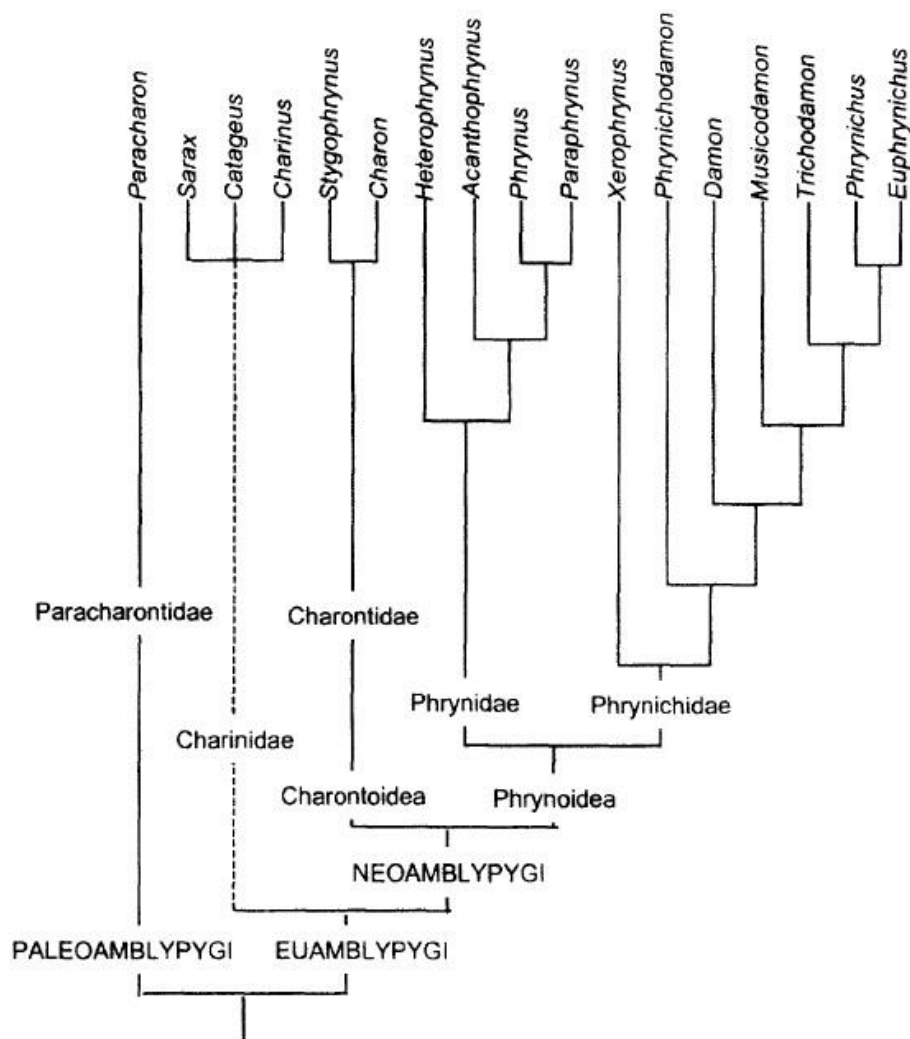 Paracharon
Sarax
Catageus
Charinus
Stygophrynus
Charon
Heterophrynus
Acanthophrynus
Phrynus
Paraphrynus
Xerophrynus
Phrynichodamon
Damon
Musicodamon
Trichodamon
Phrynichus
Euphrynichus
Paracharontidae
Charontidae
Phrynidae
Phrynichidae
Charinidae
Charontoidea
Phrynoidea
NEOAMBLYPYGI
PALEOAMBLYPYGI
EUAMBLYPYGI